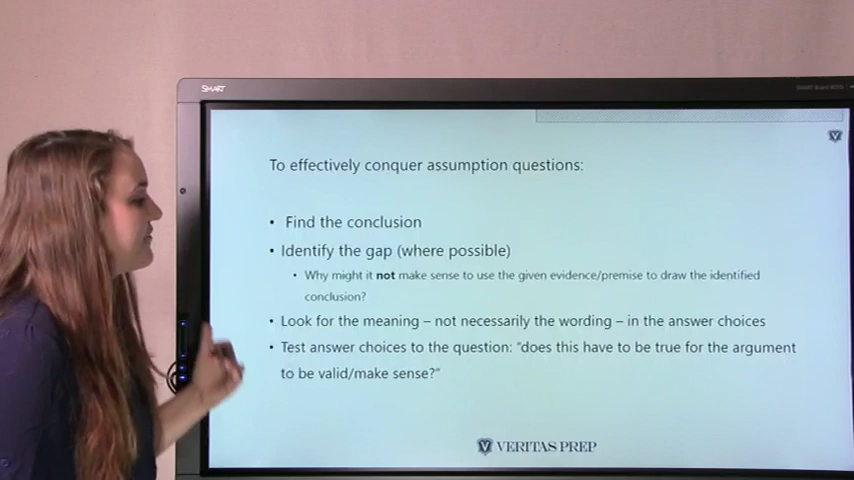 SMART
To effectively conquer assumption questions:
• Find the conclusion
• Identify the gap (where possible)
• Why might it not make sense to use the given evidence/premise to draw the identified
conclusion?
• Look for the meaning – not necessarily the wording – in the answer choices
• Test answer choices to the question: "does this have to be true for the argument
to be valid/make sense?"
VERITAS PREP